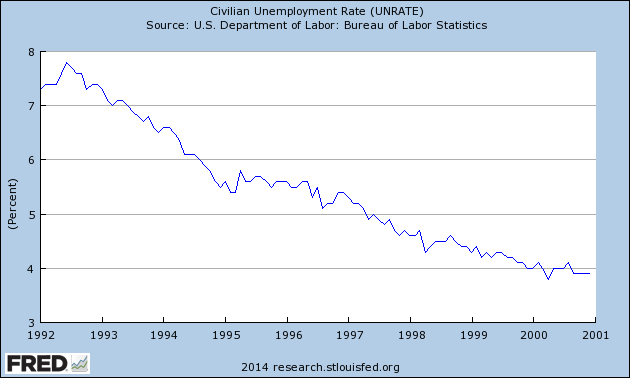 Civilian Unemployment Rate (UNRATE)
Source: U.S. Department of Labor: Bureau of Labor Statistics
8
7
6
5
4
3
(Percent)
1992 1993 1994 1995 1996 1997 1998 1999 2000 2001
FRED
2014 research.stlouisfed.org